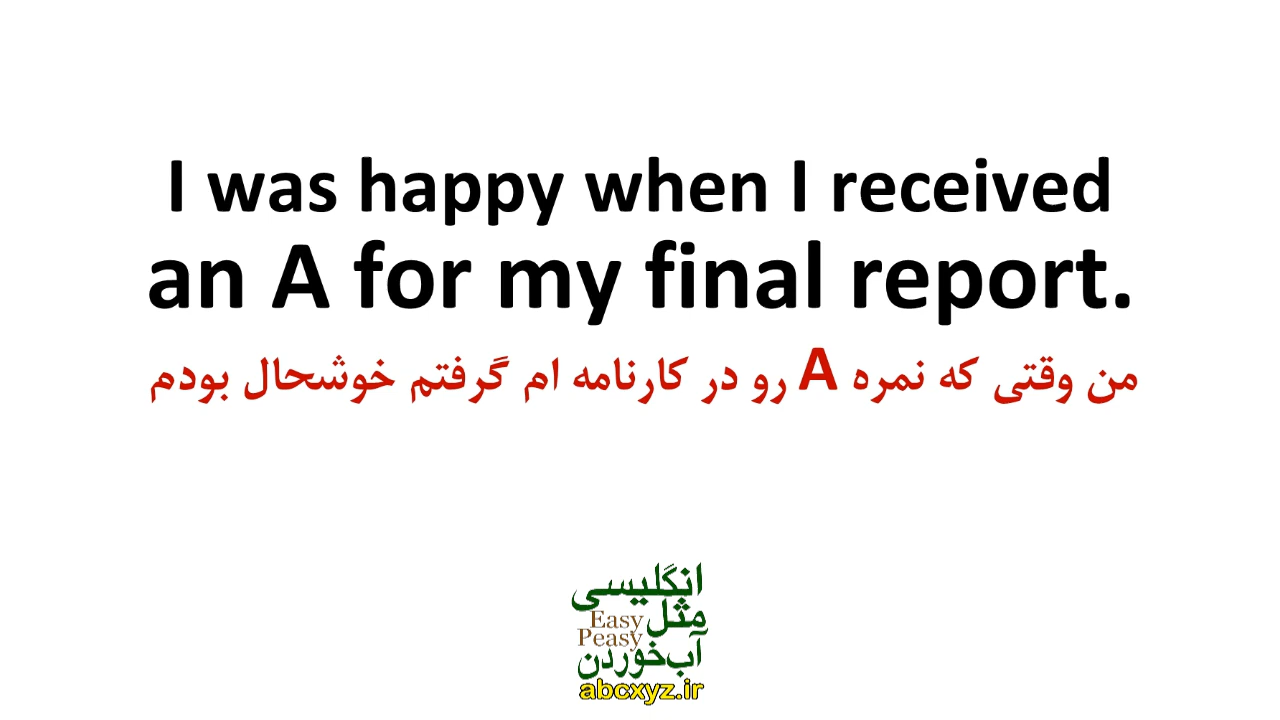 I was happy when I received
an A for my final report.
من وقتی که نمره A رو در کارنامه ام گرفتم خوشحال بودم
انگلیسی
مثل
Easy
Peasy
آب خوردن
abcxyz.ir